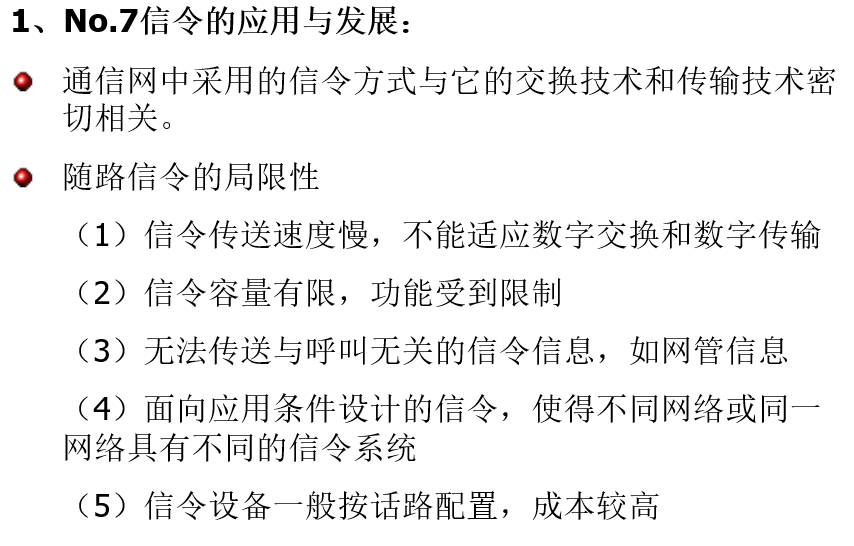 1、No.7信令的应用与发展：
通信网中采用的信令方式与它的交换技术和传输技术密
切相关。
随路信令的局限性
（1）信令传送速度慢，不能适应数字交换和数字传输
（2）信令容量有限，功能受到限制
（3）无法传送与呼叫无关的信令信息，如网管信息
（4）面向应用条件设计的信令，使得不同网络或同一
网络具有不同的信令系统
（5）信令设备一般按话路配置，成本较高